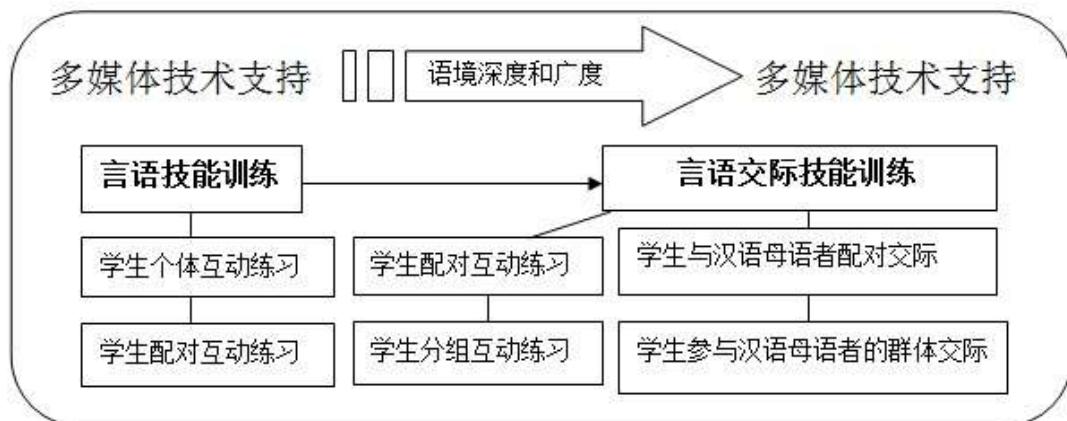 多媒体技术支持
语境深度和广度
多媒体技术支持
言语技能训练
言语交际技能训练
学生个体互动练习
学生配对互动练习
学生与汉语母语者配对交际
学生配对互动练习
学生分组互动练习
学生参与汉语母语者的群体交际